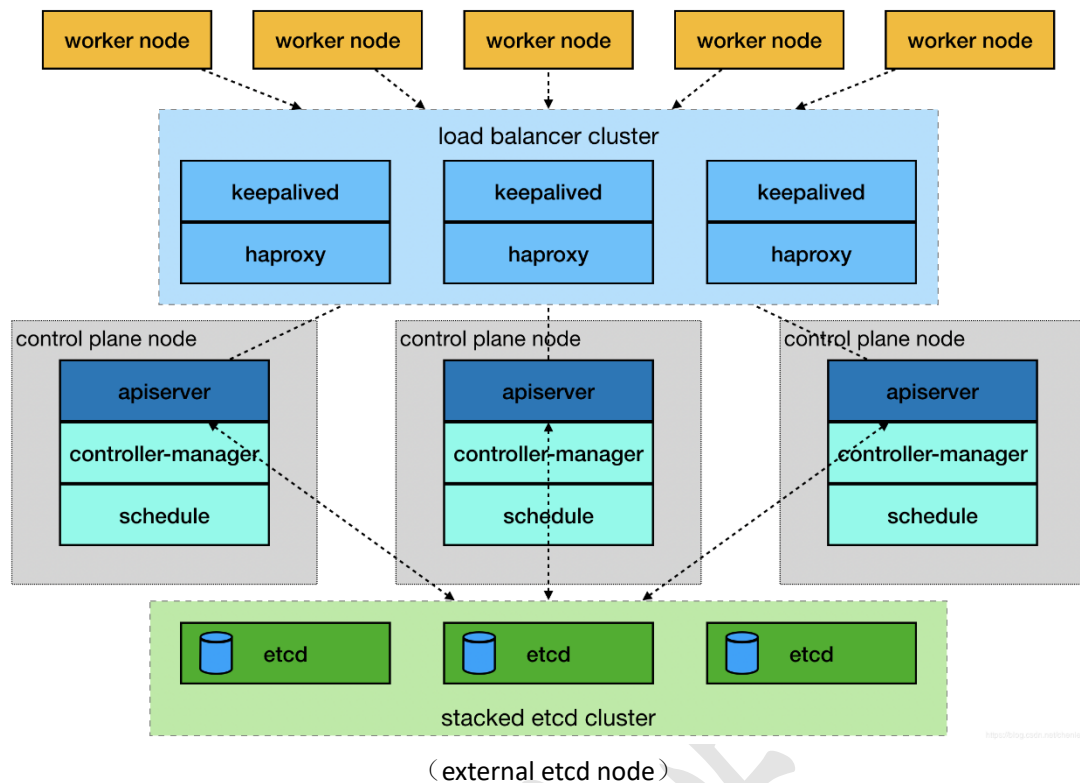 worker node
worker node
worker node
worker node
worker node
load balancer cluster
keepalived
keepalived
keepalived
haproxy
haproxy
haproxy
control plane node
control plane node
control plane node
apiserver
apiserver
apiserver
controller-manager
controller-manager
controller-manager
schedule
schedule
schedule
etcd
etcd
etcd
stacked etcd cluster
（external etcd node）